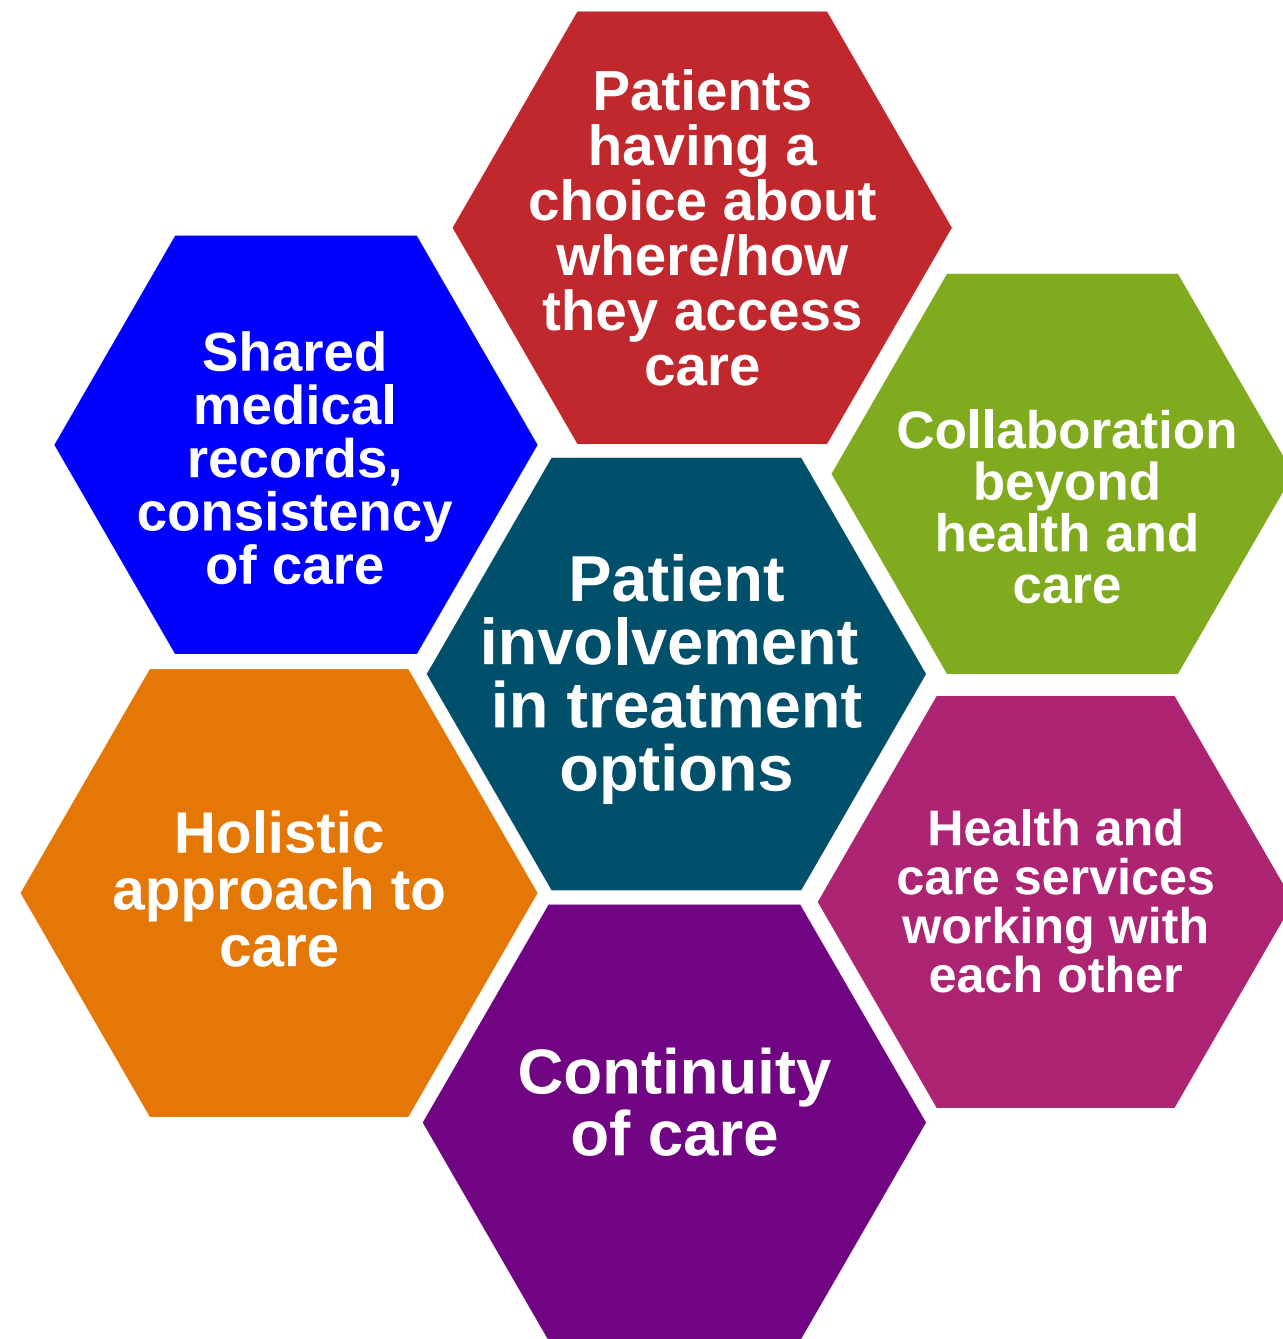 Patients
having a
choice about
where/how
they access
care
Shared
medical
records,
consistency
of care
Collaboration
beyond
health and
care
Patient
involvement
in treatment
options
Holistic
approach to
care
Health and
care services
working with
each other
Continuity
of care